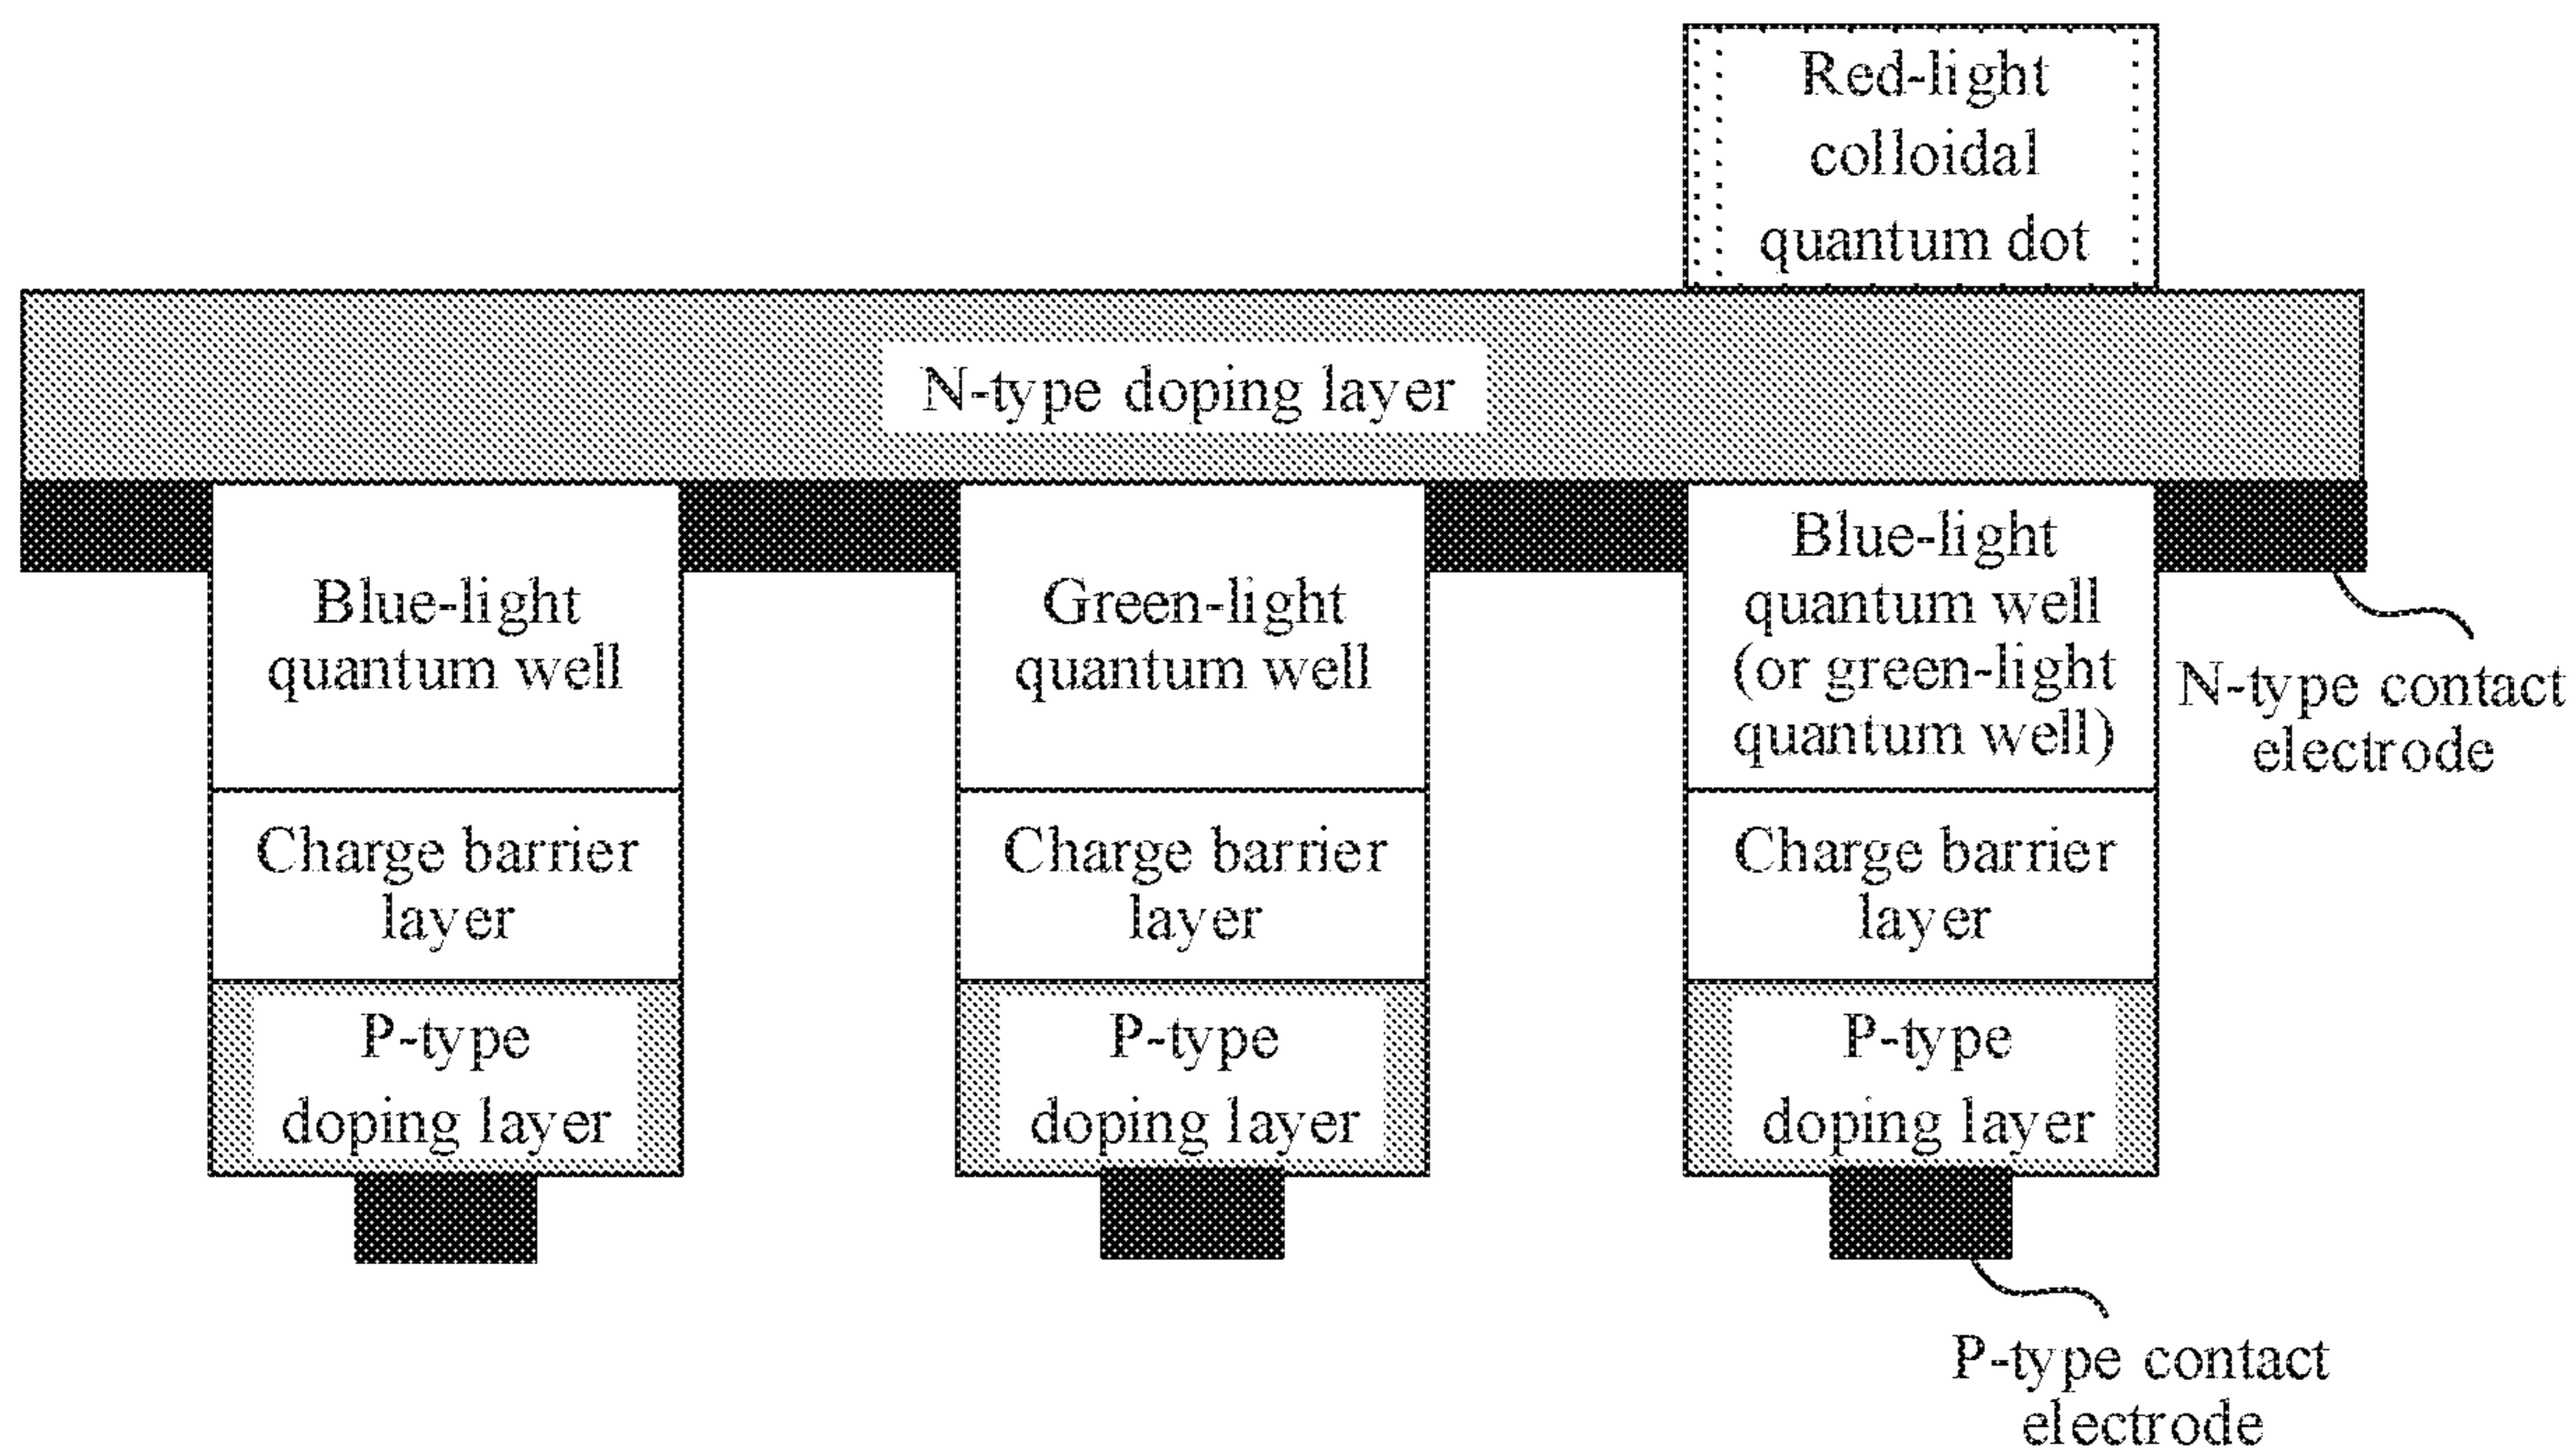 Red-light
colloidal
quantum dot
N-type doping layer
Blue-light
quantum well
Green-light
quantum well
Blue-light
quantum well
(or green-light
quantum well)
N-type contact
electrode
Charge barrier
layer
Charge barrier
layer
Charge barrier
layer
P-type
doping layer
P-type
doping layer
P-type
doping layer
P-type contact
electrode